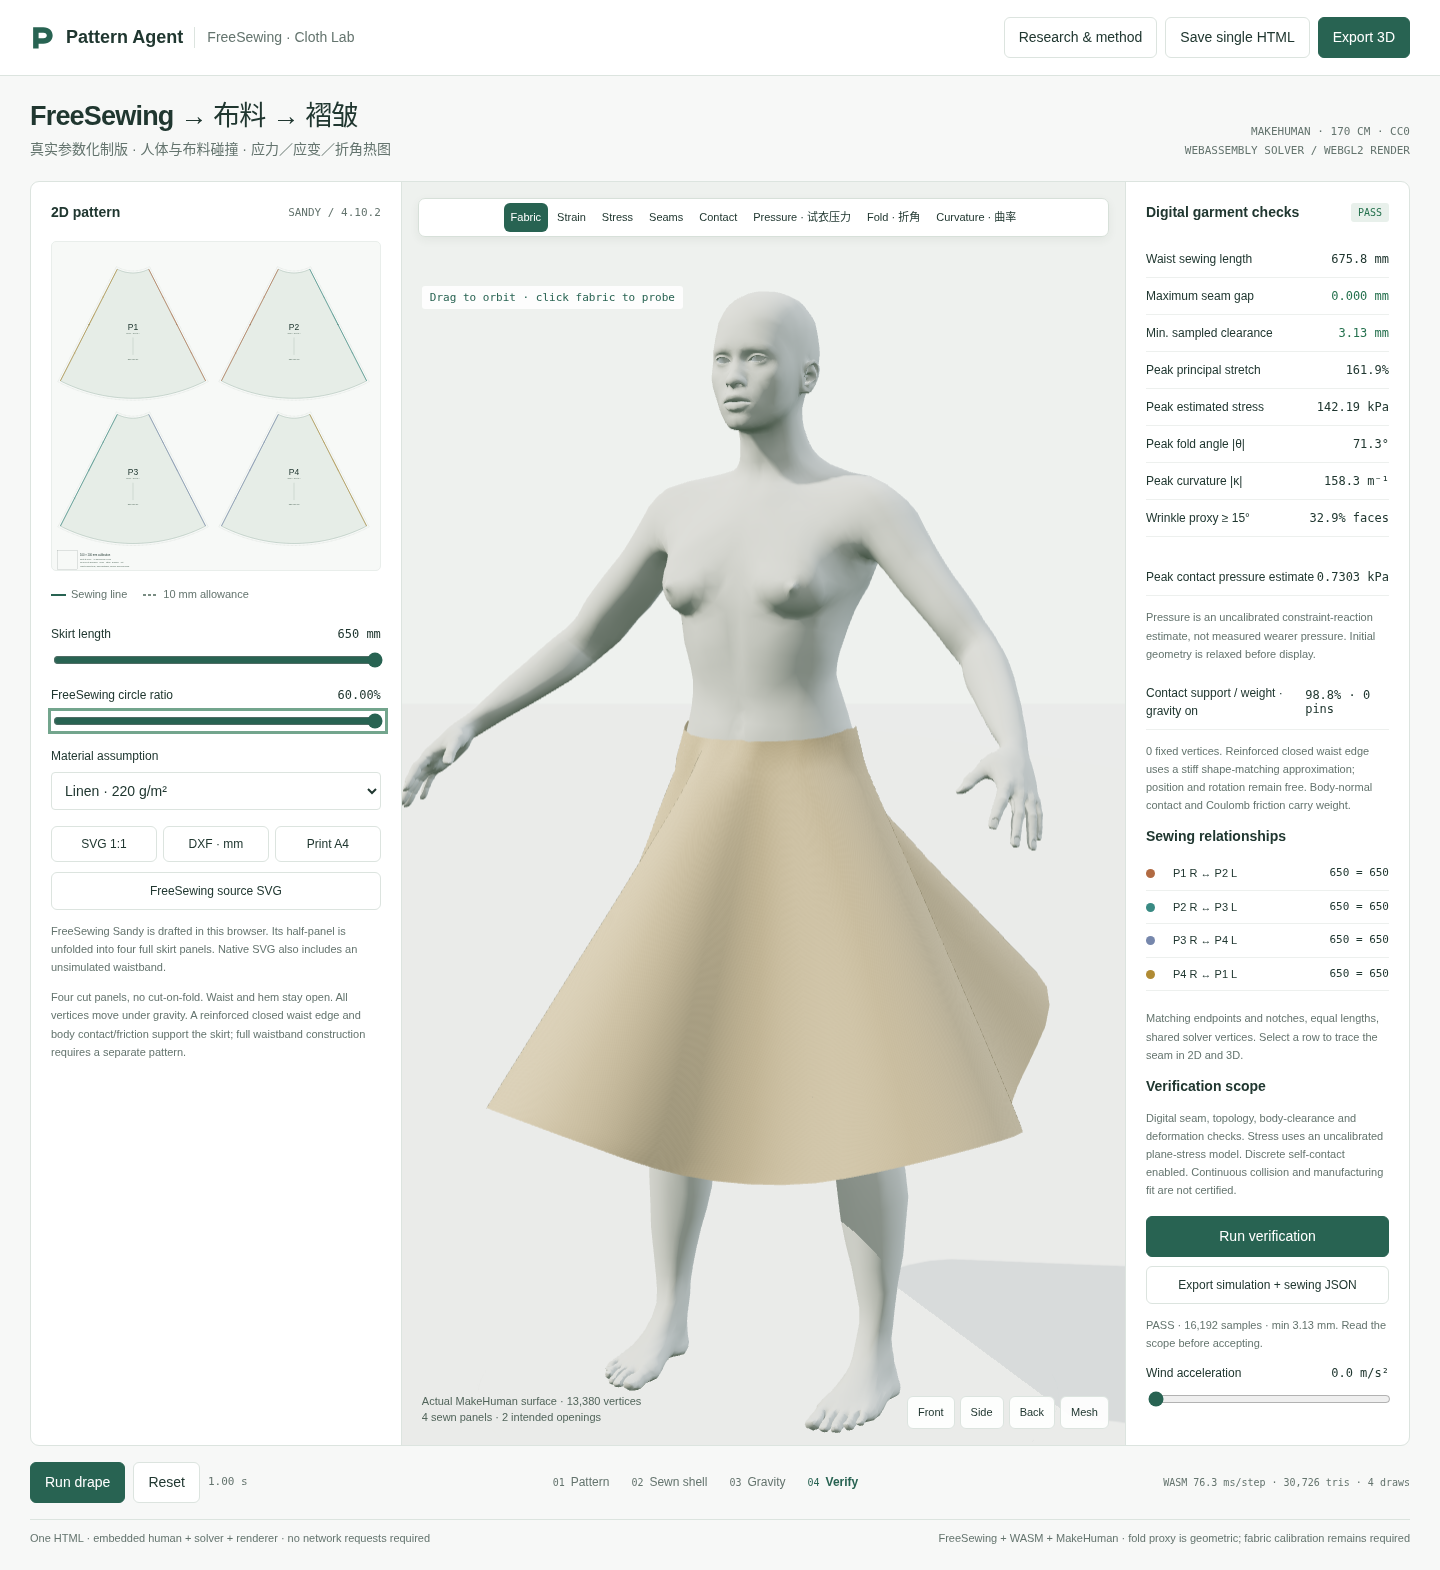 Pattern Agent
FreeSewing · Cloth Lab
Research & method
Save single HTML
Export 3D
FreeSewing → 布料 → 褶皱
真实参数化制版 · 人体与布料碰撞 · 应力／应变／折角热图
MAKEHUMAN · 170 CM · CC0
WEBASSEMBLY SOLVER / WEBGL2 RENDER
2D pattern
SANDY / 4.10.2
P1
P2
P3
P4
Sewing line
10 mm allowance
Skirt length
650 mm
FreeSewing circle ratio
60.00%
Material assumption
Linen · 220 g/m²
SVG 1:1
DXF · mm
Print A4
FreeSewing source SVG
FreeSewing Sandy is drafted in this browser. Its half-panel is
unfolded into four full skirt panels. Native SVG also includes an
unsimulated waistband.
Four cut panels, no cut-on-fold. Waist and hem stay open. All
vertices move under gravity. A reinforced closed waist edge and
body contact/friction support the skirt; full waistband construction
requires a separate pattern.
Fabric
Strain
Stress
Seams
Contact
Pressure · 试衣压力
Fold · 折角
Curvature · 曲率
Drag to orbit · click fabric to probe
Actual MakeHuman surface · 13,380 vertices
4 sewn panels · 2 intended openings
Front
Side
Back
Mesh
Digital garment checks
PASS
Waist sewing length
675.8 mm
Maximum seam gap
0.000 mm
Min. sampled clearance
3.13 mm
Peak principal stretch
161.9%
Peak estimated stress
142.19 kPa
Peak fold angle |θ|
71.3°
Peak curvature |κ|
158.3 m⁻¹
Wrinkle proxy ≥ 15°
32.9% faces
Peak contact pressure estimate
0.7303 kPa
Pressure is an uncalibrated constraint-reaction
estimate, not measured wearer pressure. Initial
geometry is relaxed before display.
Contact support / weight ·
gravity on
98.8% · 0
pins
0 fixed vertices. Reinforced closed waist edge
uses a stiff shape-matching approximation;
position and rotation remain free. Body-normal
contact and Coulomb friction carry weight.
Sewing relationships
P1 R ↔ P2 L
650 = 650
P2 R ↔ P3 L
650 = 650
P3 R ↔ P4 L
650 = 650
P4 R ↔ P1 L
650 = 650
Matching endpoints and notches, equal lengths,
shared solver vertices. Select a row to trace the
seam in 2D and 3D.
Verification scope
Digital seam, topology, body-clearance and
deformation checks. Stress uses an uncalibrated
plane-stress model. Discrete self-contact
enabled. Continuous collision and manufacturing
fit are not certified.
Run verification
Export simulation + sewing JSON
PASS · 16,192 samples · min 3.13 mm. Read the
scope before accepting.
Wind acceleration
0.0 m/s²
Run drape
Reset
1.00 s
01 Pattern
02 Sewn shell
03 Gravity
04 Verify
WASM 76.3 ms/step · 30,726 tris · 4 draws
One HTML · embedded human + solver + renderer · no network requests required
FreeSewing + WASM + MakeHuman · fold proxy is geometric; fabric calibration remains required